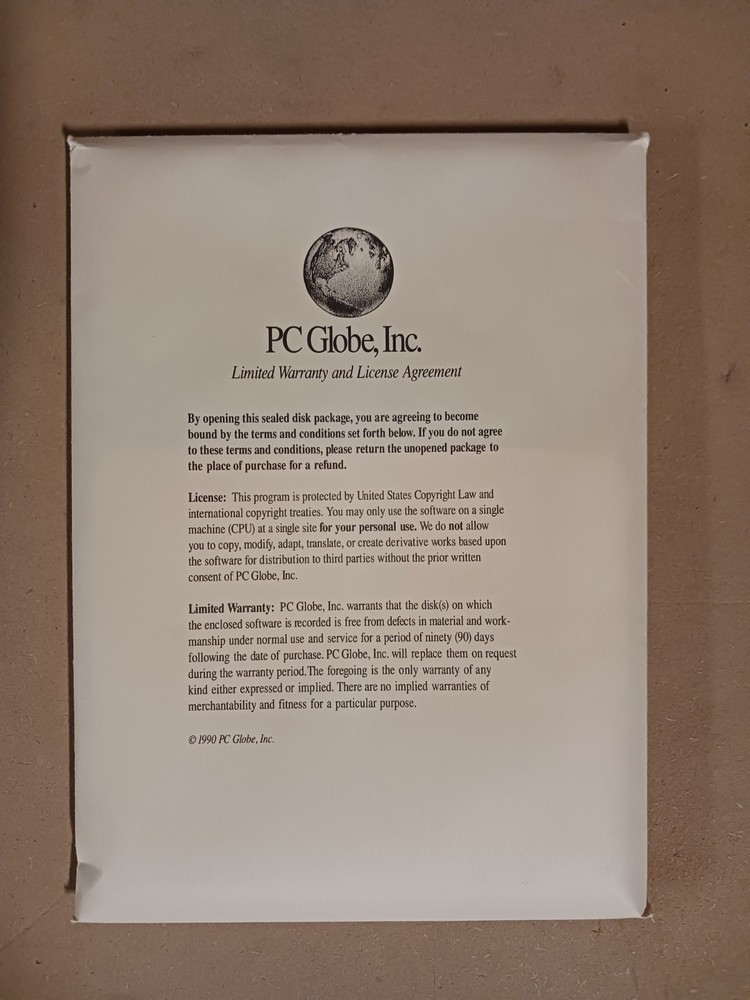 PC Globe, Inc.
Limited Warranty and License Agreement
By opening this sealed disk package, you are agreeing to become
bound by the terms and conditions set forth below. If you do not agree
to these terms and conditions, please return the unopened package to
the place of purchase for a refund.
License: This program is protected by United States Copyright Law and
international copyright treaties. You may only use the software on a single
machine (CPU) at a single site for your personal use. We do not allow
you to copy, modify, adapt, translate, or create derivative works based upon
the software for distribution to third parties without the prior written
consent of PC Globe, Inc.
Limited Warranty: PC Globe, Inc. warrants that the disk(s) on which
the enclosed software is recorded is free from defects in material and work-
manship under normal use and service for a period of ninety (90) days
following the date of purchase. PC Globe, Inc. will replace them on request
during the warranty period.The foregoing is the only warranty of any
kind either expressed or implied. There are no implied warranties of
merchantability and fitness for a particular purpose.
© 1990 PC Globe, Inc.